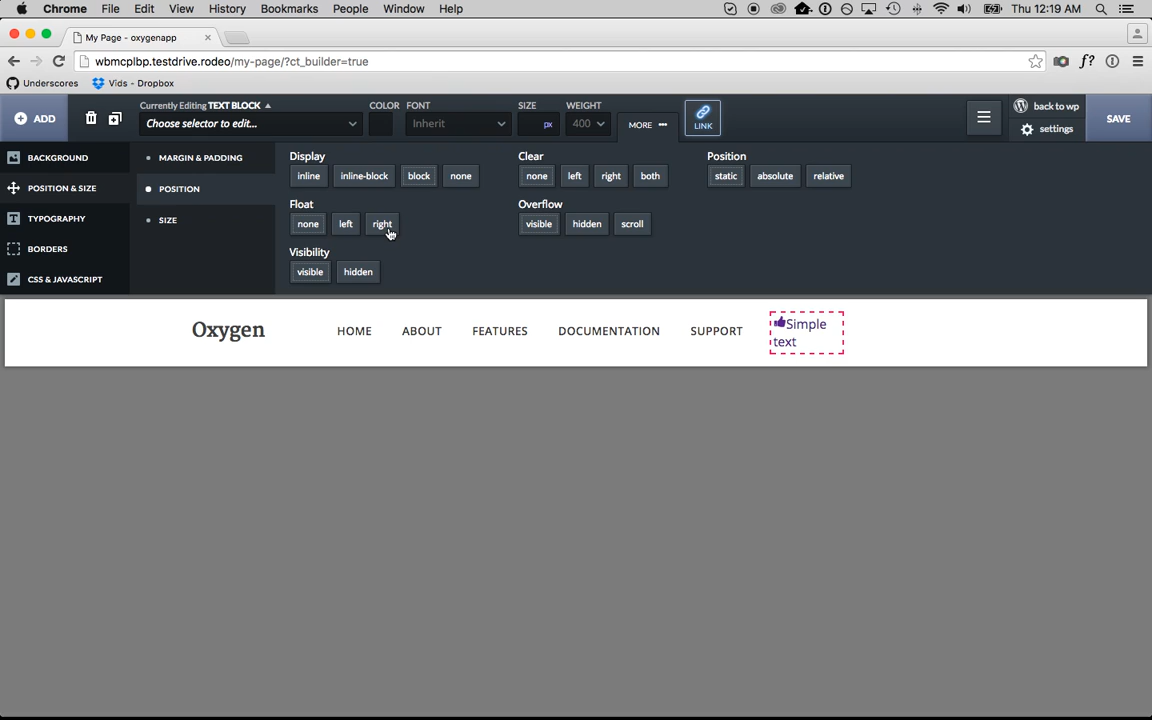 Chrome File Edit View History Bookmarks People Window Help Thu 12:19 AM
My Page - oxygenapp
wbmcplbp.testdrive.rodeo/my-page/?ct_builder=true
Underscores Vids - Dropbox
ADD Currently Editing TEXT BLOCK COLOR FONT SIZE WEIGHT
Choose selector to edit... Inherit px 400 MORE LINK back to wp settings SAVE
BACKGROUND
POSITION & SIZE
TYPOGRAPHY
BORDERS
CSS & JAVASCRIPT
MARGIN & PADDING
POSITION
SIZE
Display Clear Position
inline inline-block block none none left right both static absolute relative
Float Overflow
none left right visible hidden scroll
Visibility
visible hidden
Oxygen HOME ABOUT FEATURES DOCUMENTATION SUPPORT Simple
text